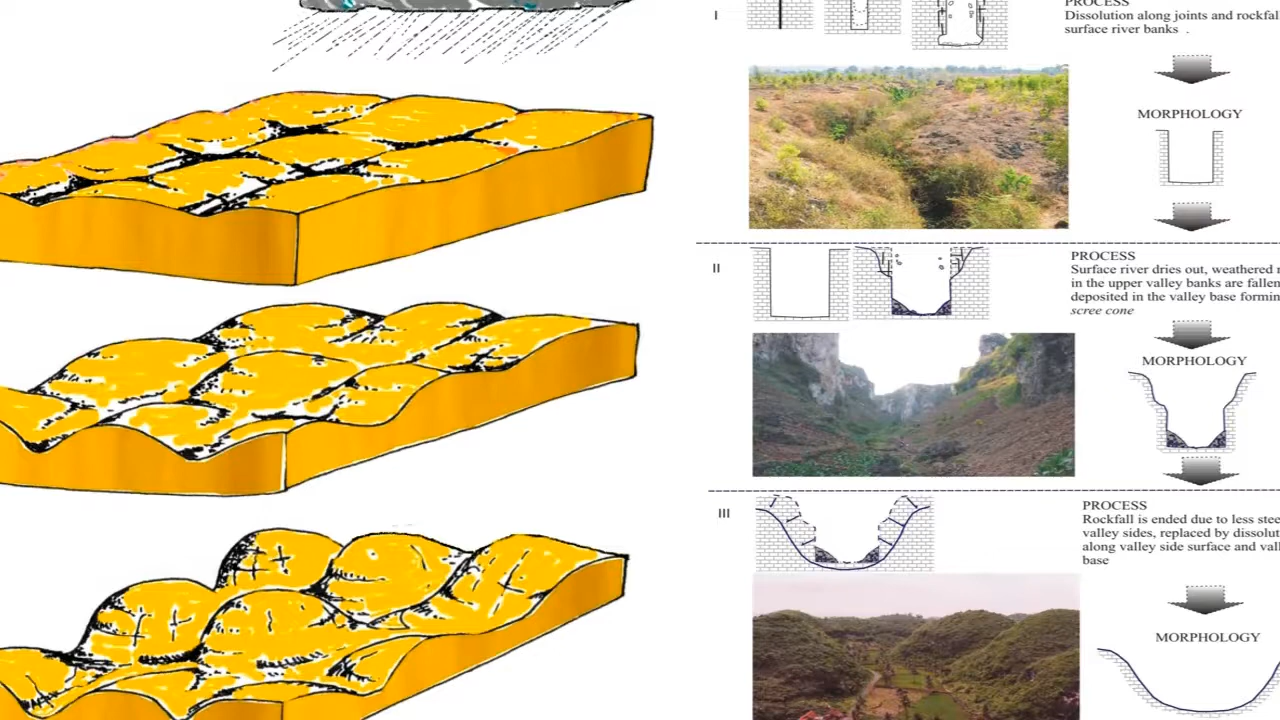 I
PROCESS
Dissolution along joints and rockfal
surface river banks .
MORPHOLOGY
II
PROCESS
Surface river dries out, weathered
in the upper valley banks are fallen
deposited in the valley base formin
scree cone
MORPHOLOGY
III
PROCESS
Rockfall is ended due to less stee
valley sides, replaced by dissolut
along valley side surface and vall
base
MORPHOLOGY